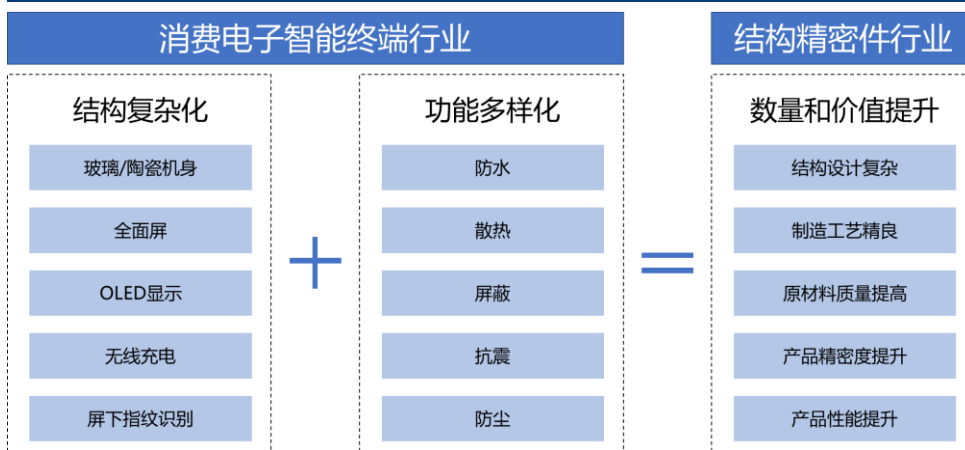 消费电子智能终端行业
结构精密件行业
结构复杂化
玻璃/陶瓷机身
全面屏
OLED显示
无线充电
屏下指纹识别
+
功能多样化
防水
散热
屏蔽
抗震
防尘
=
数量和价值提升
结构设计复杂
制造工艺精良
原材料质量提高
产品精密度提升
产品性能提升